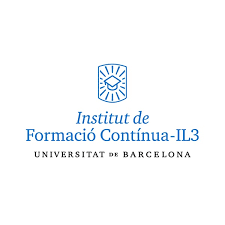 Institut de
Formació Contínua-IL3
UNIVERSITAT DE BARCELONA